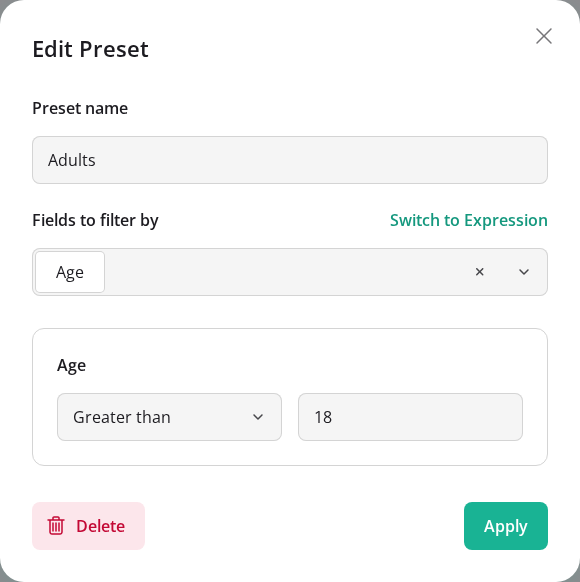 Edit Preset
Preset name
Adults
Fields to filter by
Switch to Expression
Age
Age
Greater than
18
Delete
Apply